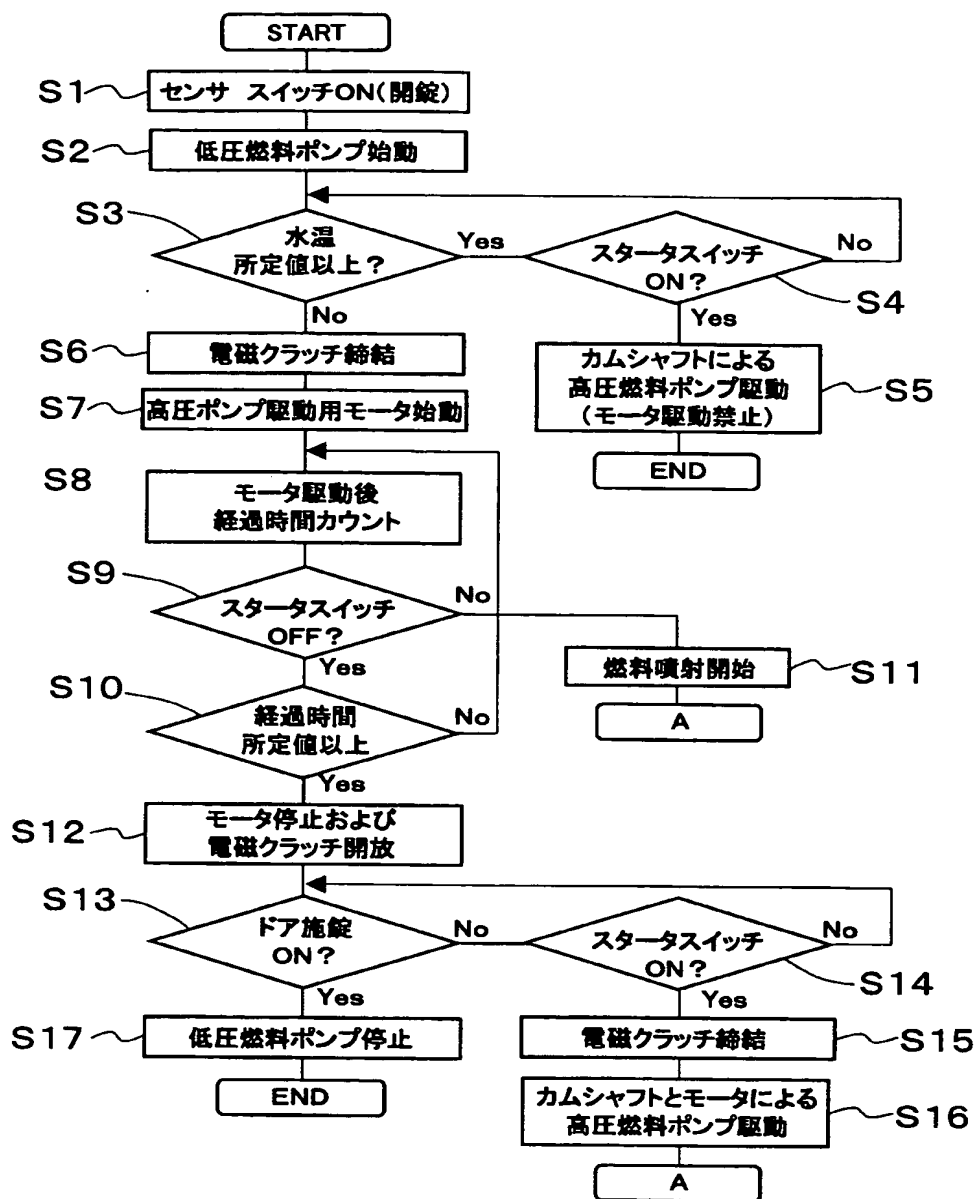 START
S1
センサ スイッチON(開錠)
S2
低圧燃料ポンプ始動
S3
水温
所定値以上?
Yes
No
スタータスイッチ
ON?
No
S4
Yes
カムシャフトによる
高圧燃料ポンプ駆動
(モータ駆動禁止)
S5
END
S6
電磁クラッチ締結
S7
高圧ポンプ駆動用モータ始動
S8
モータ駆動後
経過時間カウント
S9
スタータスイッチ
OFF?
No
Yes
S10
経過時間
所定値以上
No
Yes
燃料噴射開始
S11
A
S12
モータ停止および
電磁クラッチ開放
S13
ドア施錠
ON?
No
Yes
スタータスイッチ
ON?
No
S14
Yes
S17
低圧燃料ポンプ停止
END
電磁クラッチ締結
S15
カムシャフトとモータによる
高圧燃料ポンプ駆動
S16
A